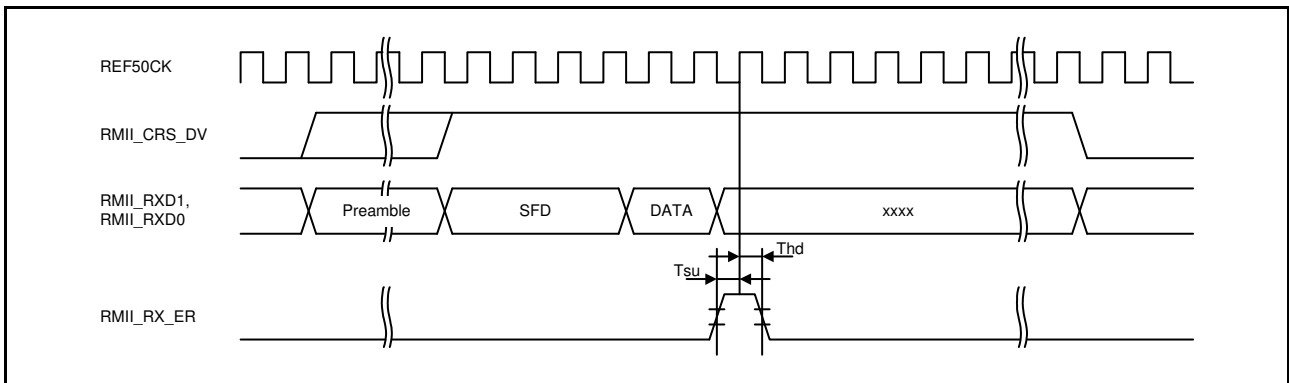 REF50CK
RMII_CRS_DV
RMII_RXD1,
RMII_RXD0
Preamble
SFD
DATA
xxxx
Thd
Tsu
RMII_RX_ER